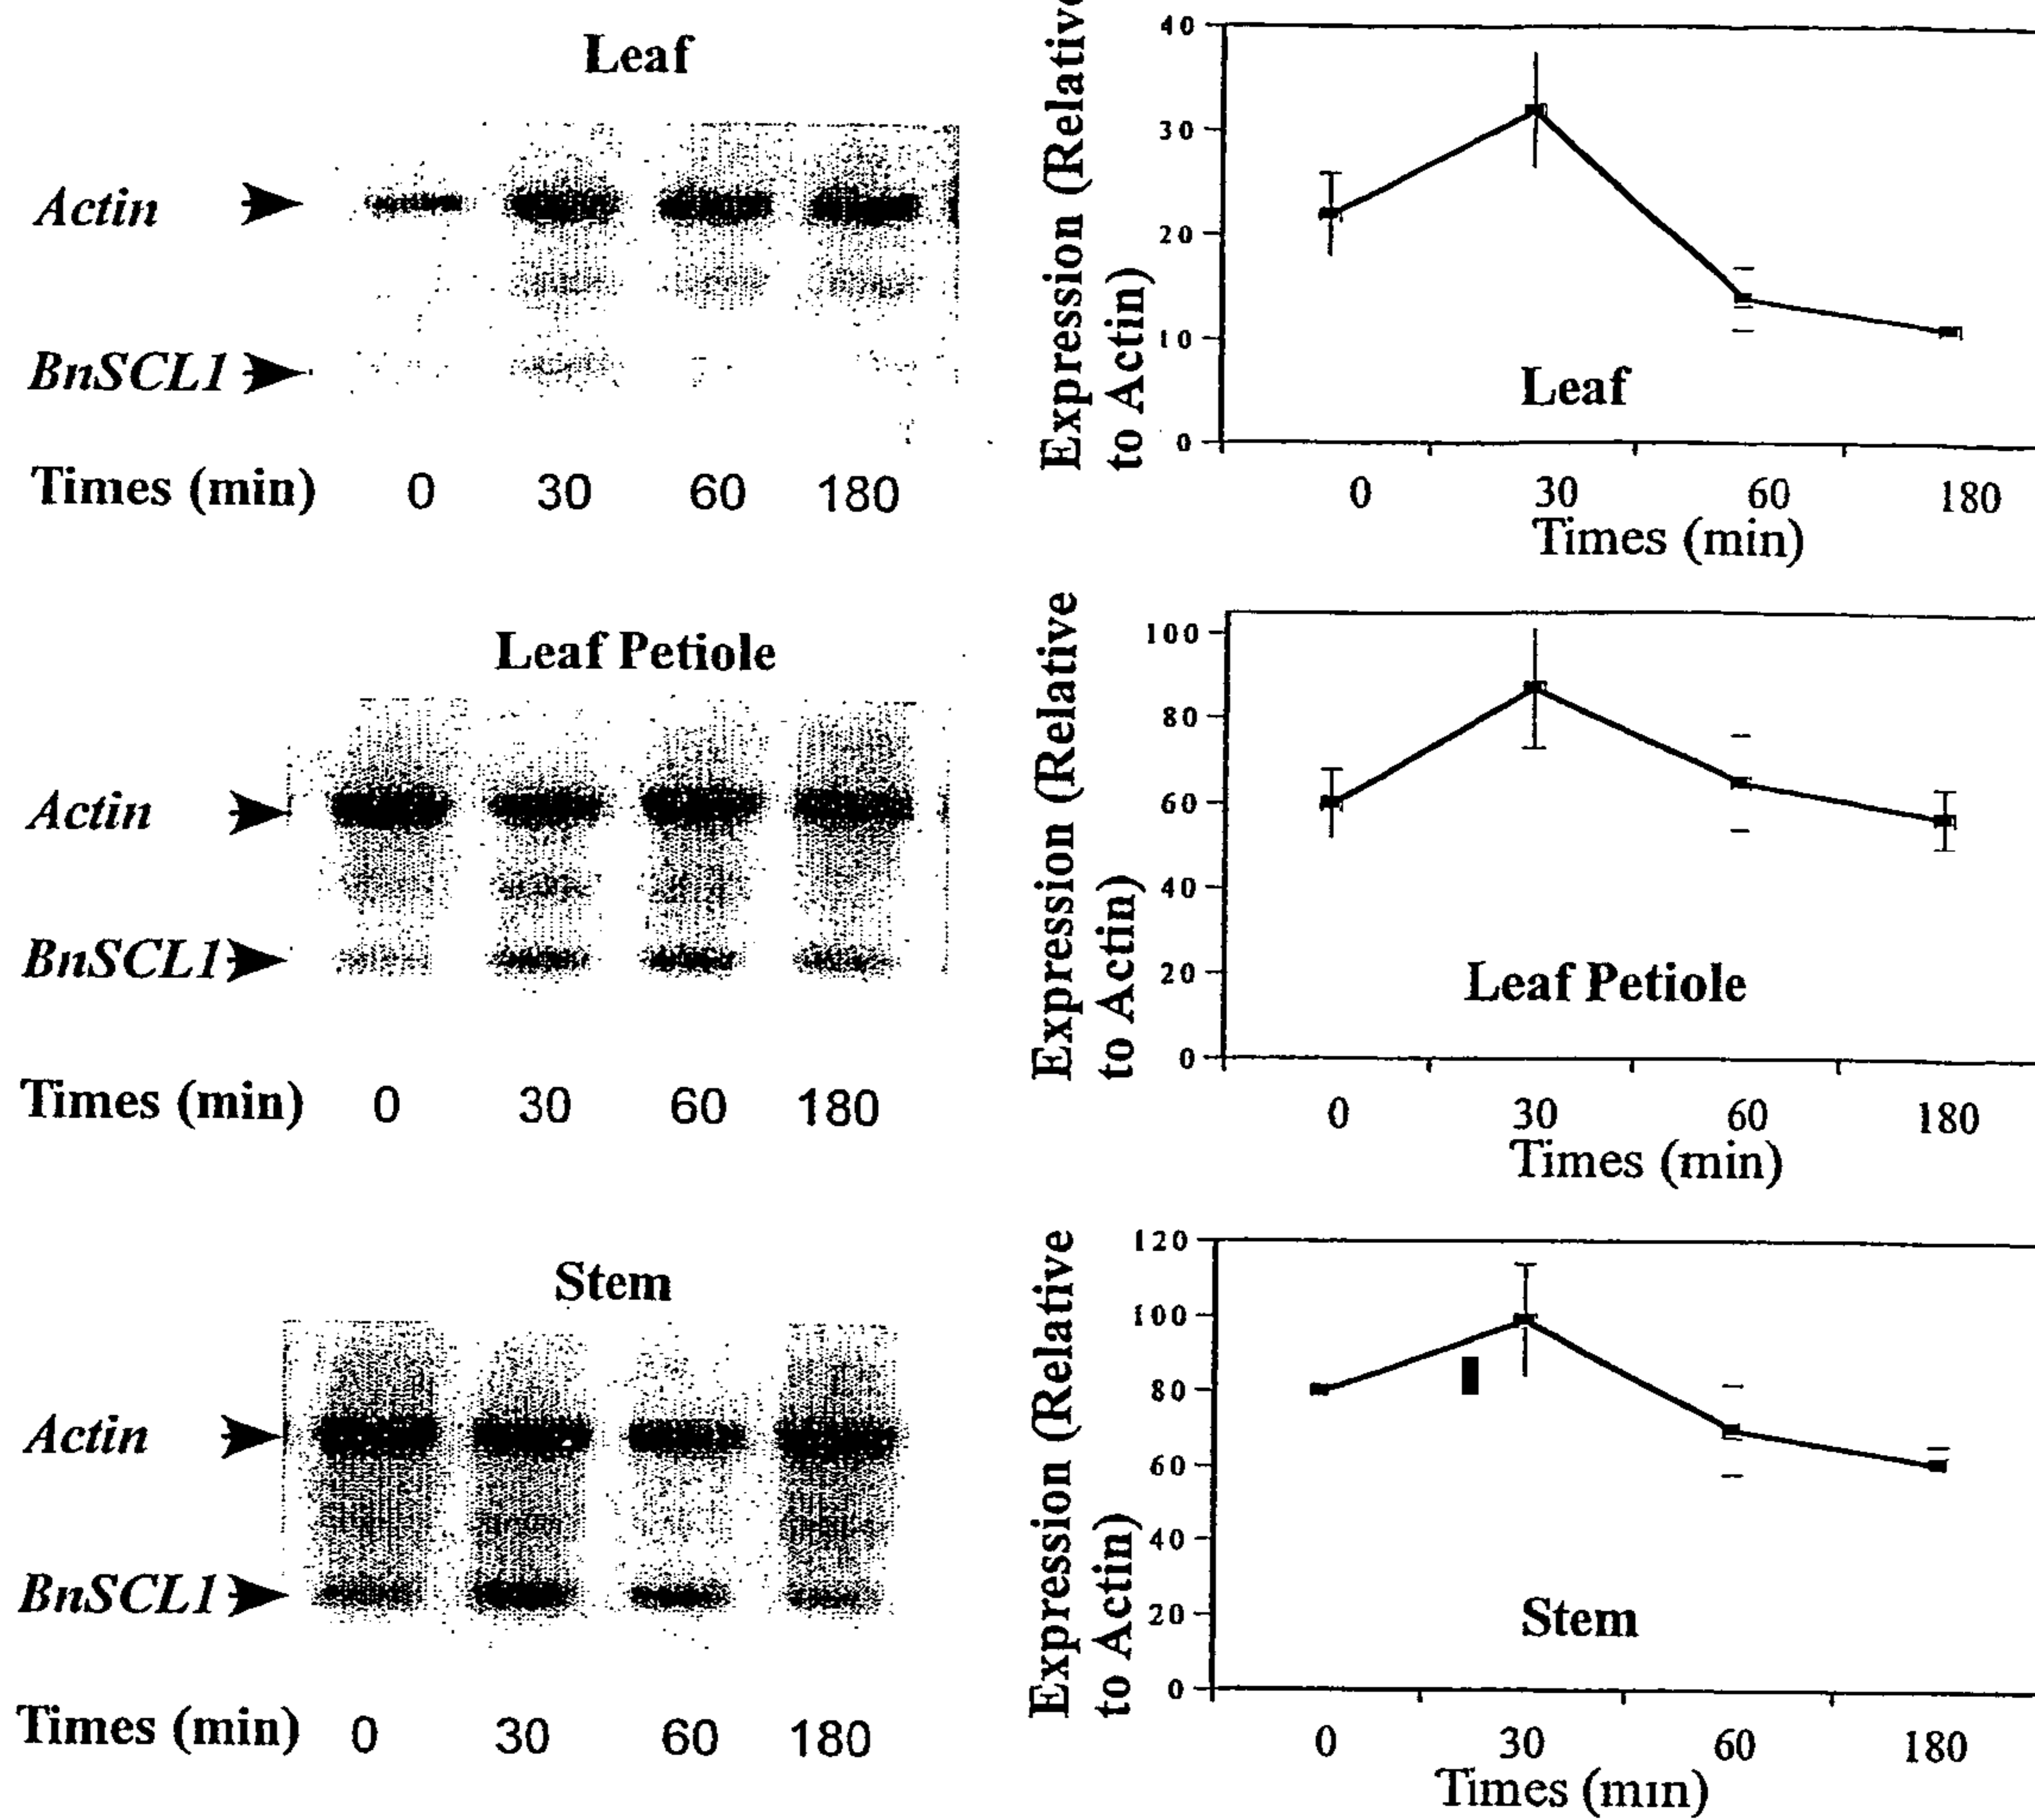 Leaf
Actin
BnSCL1
Times (min) 0 30 60 180
Expression (Relative
to Actin)
40
30
20
10
0
Leaf
0 30 60 180
Times (min)
Leaf Petiole
Actin
BnSCL1
Times (min) 0 30 60 180
Expression (Relative
to Actin)
100
80
60
40
20
0
Leaf Petiole
0 30 60 180
Times (min)
Stem
Actin
BnSCL1
Times (min) 0 30 60 180
Expression (Relative
to Actin)
120
100
80
60
40
20
0
Stem
0 30 60 180
Times (min)